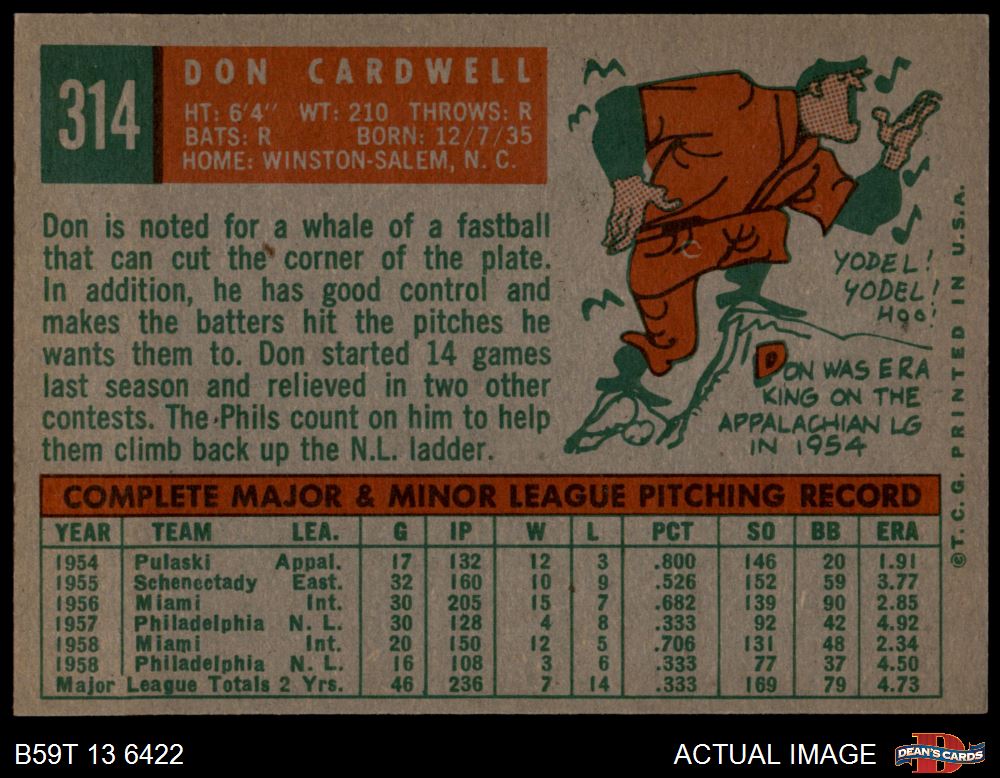 314
DON CARDWELL
HT: 6'4" WT: 210 THROWS: R
BATS: R BORN: 12/7/35
HOME: WINSTON-SALEM, N. C.
Don is noted for a whale of a fastball
that can cut the corner of the plate.
In addition, he has good control and
makes the batters hit the pitches he
wants them to. Don started 14 games
last season and relieved in two other
contests. The Phils count on him to help
them climb back up the N.L. ladder.
YODEL!
YODEL!
HOO!
DON WAS ERA
KING ON THE
APPALACHIAN LG
IN 1954
©T. C. G. PRINTED IN U.S.A.
COMPLETE MAJOR & MINOR LEAGUE PITCHING RECORD
YEAR TEAM LEA. G IP W L PCT SO BB ERA
1954 Pulaski Appal. 17 132 12 3 .800 146 20 1.91
1955 Schenectady East. 32 160 10 9 .526 152 59 3.77
1956 Miami Int. 30 205 15 7 .682 139 90 2.85
1957 Philadelphia N. L. 30 128 4 8 .333 92 42 4.92
1958 Miami Int. 20 150 12 5 .706 131 48 2.34
1958 Philadelphia N. L. 16 108 3 6 .333 77 37 4.50
Major League Totals 2 Yrs. 46 236 7 14 .333 169 79 4.73
B59T 13 6422
ACTUAL IMAGE
DEAN'S CARDS